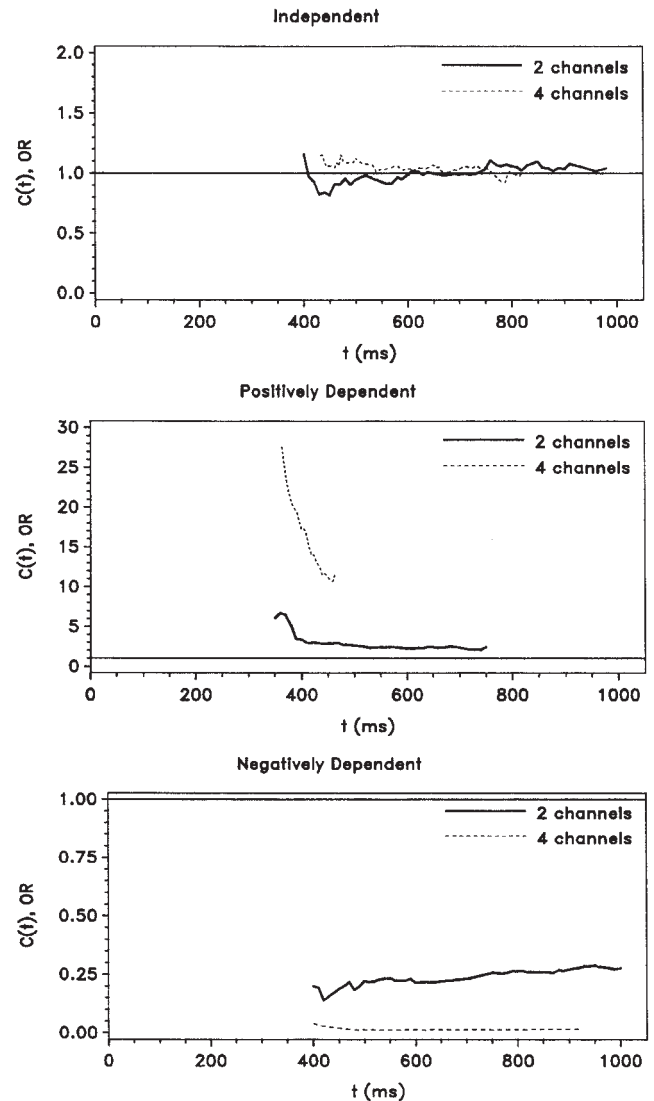 Independent
2.0
1.5
1.0
0.5
0.0
C(t), OR
2 channels
4 channels
0
200
400
600
800
1000
t (ms)
Positively Dependent
30
25
20
15
10
5
0
C(t), OR
2 channels
4 channels
0
200
400
600
800
1000
t (ms)
Negatively Dependent
1.00
0.75
0.50
0.25
0.00
C(t), OR
2 channels
4 channels
0
200
400
600
800
1000
t (ms)